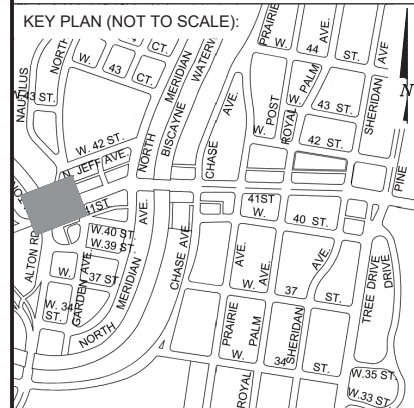 KEY PLAN (NOT TO SCALE):
NAUTILUS
NORTH
W.
43
CT.
CT.
W. 43 ST.
W. 42 ST.
N. JEFF AVE.
NORTH
MERIDIAN
BISCAYNE
WATERW
CHASE
AVE.
PRAIRIE
AVE.
W.
44
ST.
W. PALM
ROYAL
W. POST
43 ST.
42 ST.
SHERIDAN
AVE
N
PINE
41ST
W.
40 ST.
41ST
W.40 ST.
W.39 ST.
ALTON RD
GARDEN AVE.
W.
37 ST
W. 34
ST.
NORTH
MERIDIAN
AVE.
CHASE AVE.
AVE.
W.
AVE.
37
ST.
AVE.
PRAIRIE
W.
PALM
34
SHERIDAN
ST.
ROYAL
TREE DRIVE
DRIVE
W.35 ST.
W.33 ST.